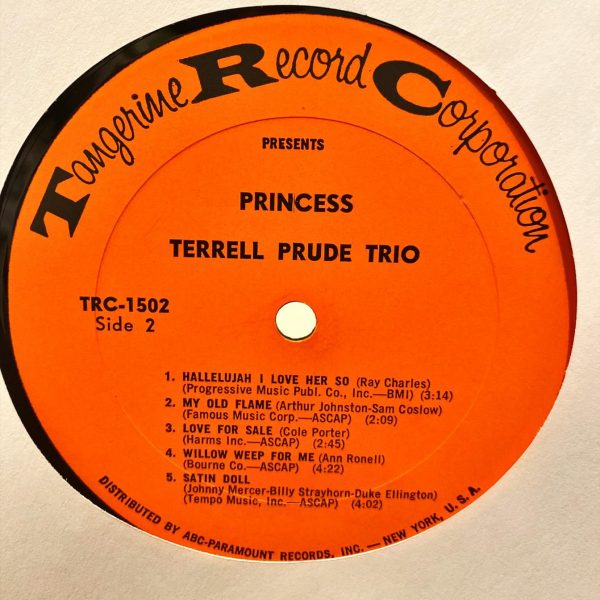 Tangerine Record Corporation
PRESENTS
PRINCESS
TERRELL PRUDE TRIO
TRC-1502
Side 2
1. HALLELUJAH I LOVE HER SO (Ray Charles)
(Progressive Music Publ. Co., Inc.—BMI) (3:14)
2. MY OLD FLAME (Arthur Johnston-Sam Coslow)
(Famous Music Corp.—ASCAP) (2:09)
3. LOVE FOR SALE (Cole Porter)
(Harms Inc.—ASCAP) (2:45)
4. WILLOW WEEP FOR ME (Ann Ronell)
(Bourne Co.—ASCAP) (4:22)
5. SATIN DOLL
(Johnny Mercer-Billy Strayhorn-Duke Ellington)
(Tempo Music, Inc.—ASCAP) (4:02)
DISTRIBUTED BY ABC-PARAMOUNT RECORDS, INC. — NEW YORK, U.S.A.